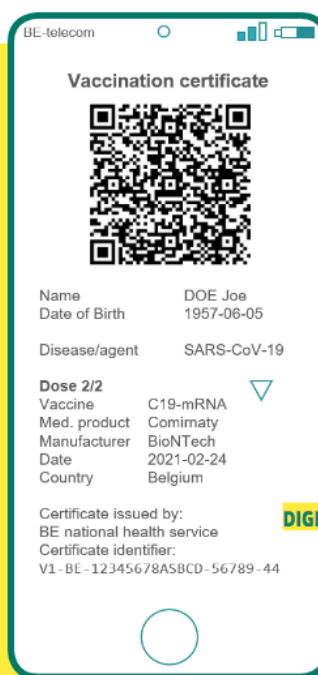 BE-telecom
Vaccination certificate
Name DOE Joe
Date of Birth 1957-06-05
Disease/agent SARS-CoV-19
Dose 2/2
Vaccine C19-mRNA
Med. product Comirnaty
Manufacturer BioNTech
Date 2021-02-24
Country Belgium
Certificate issued by:
BE national health service
Certificate identifier:
V1-BE-12345678ASBCD-56789-44
DIGI